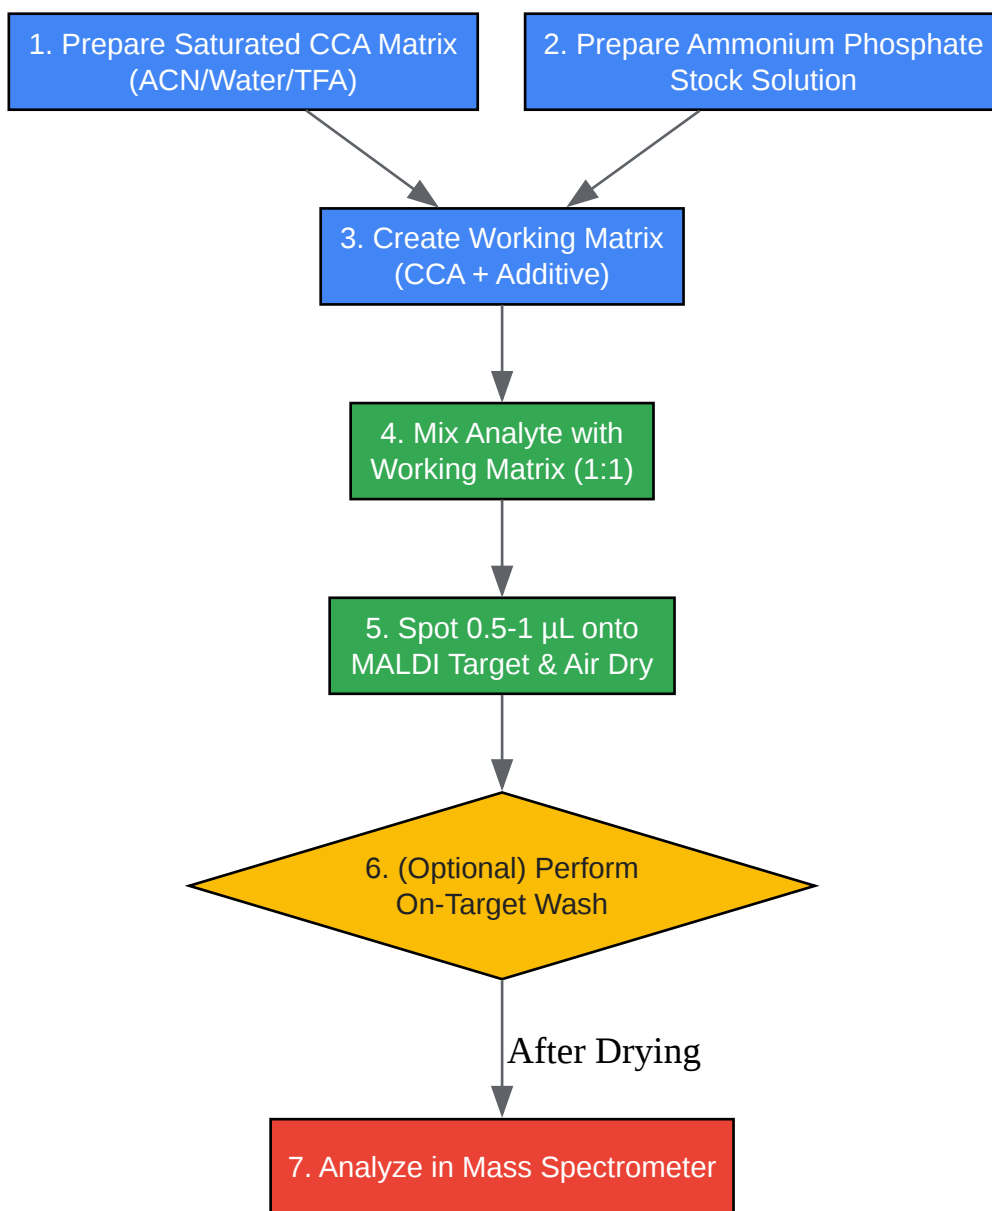 1. Prepare Saturated CCA Matrix
(ACN/Water/TFA)
2. Prepare Ammonium Phosphate
Stock Solution
3. Create Working Matrix
(CCA + Additive)
4. Mix Analyte with
Working Matrix (1:1)
5. Spot 0.5-1 µL onto
MALDI Target & Air Dry
6. (Optional) Perform
On-Target Wash
After Drying
7. Analyze in Mass Spectrometer